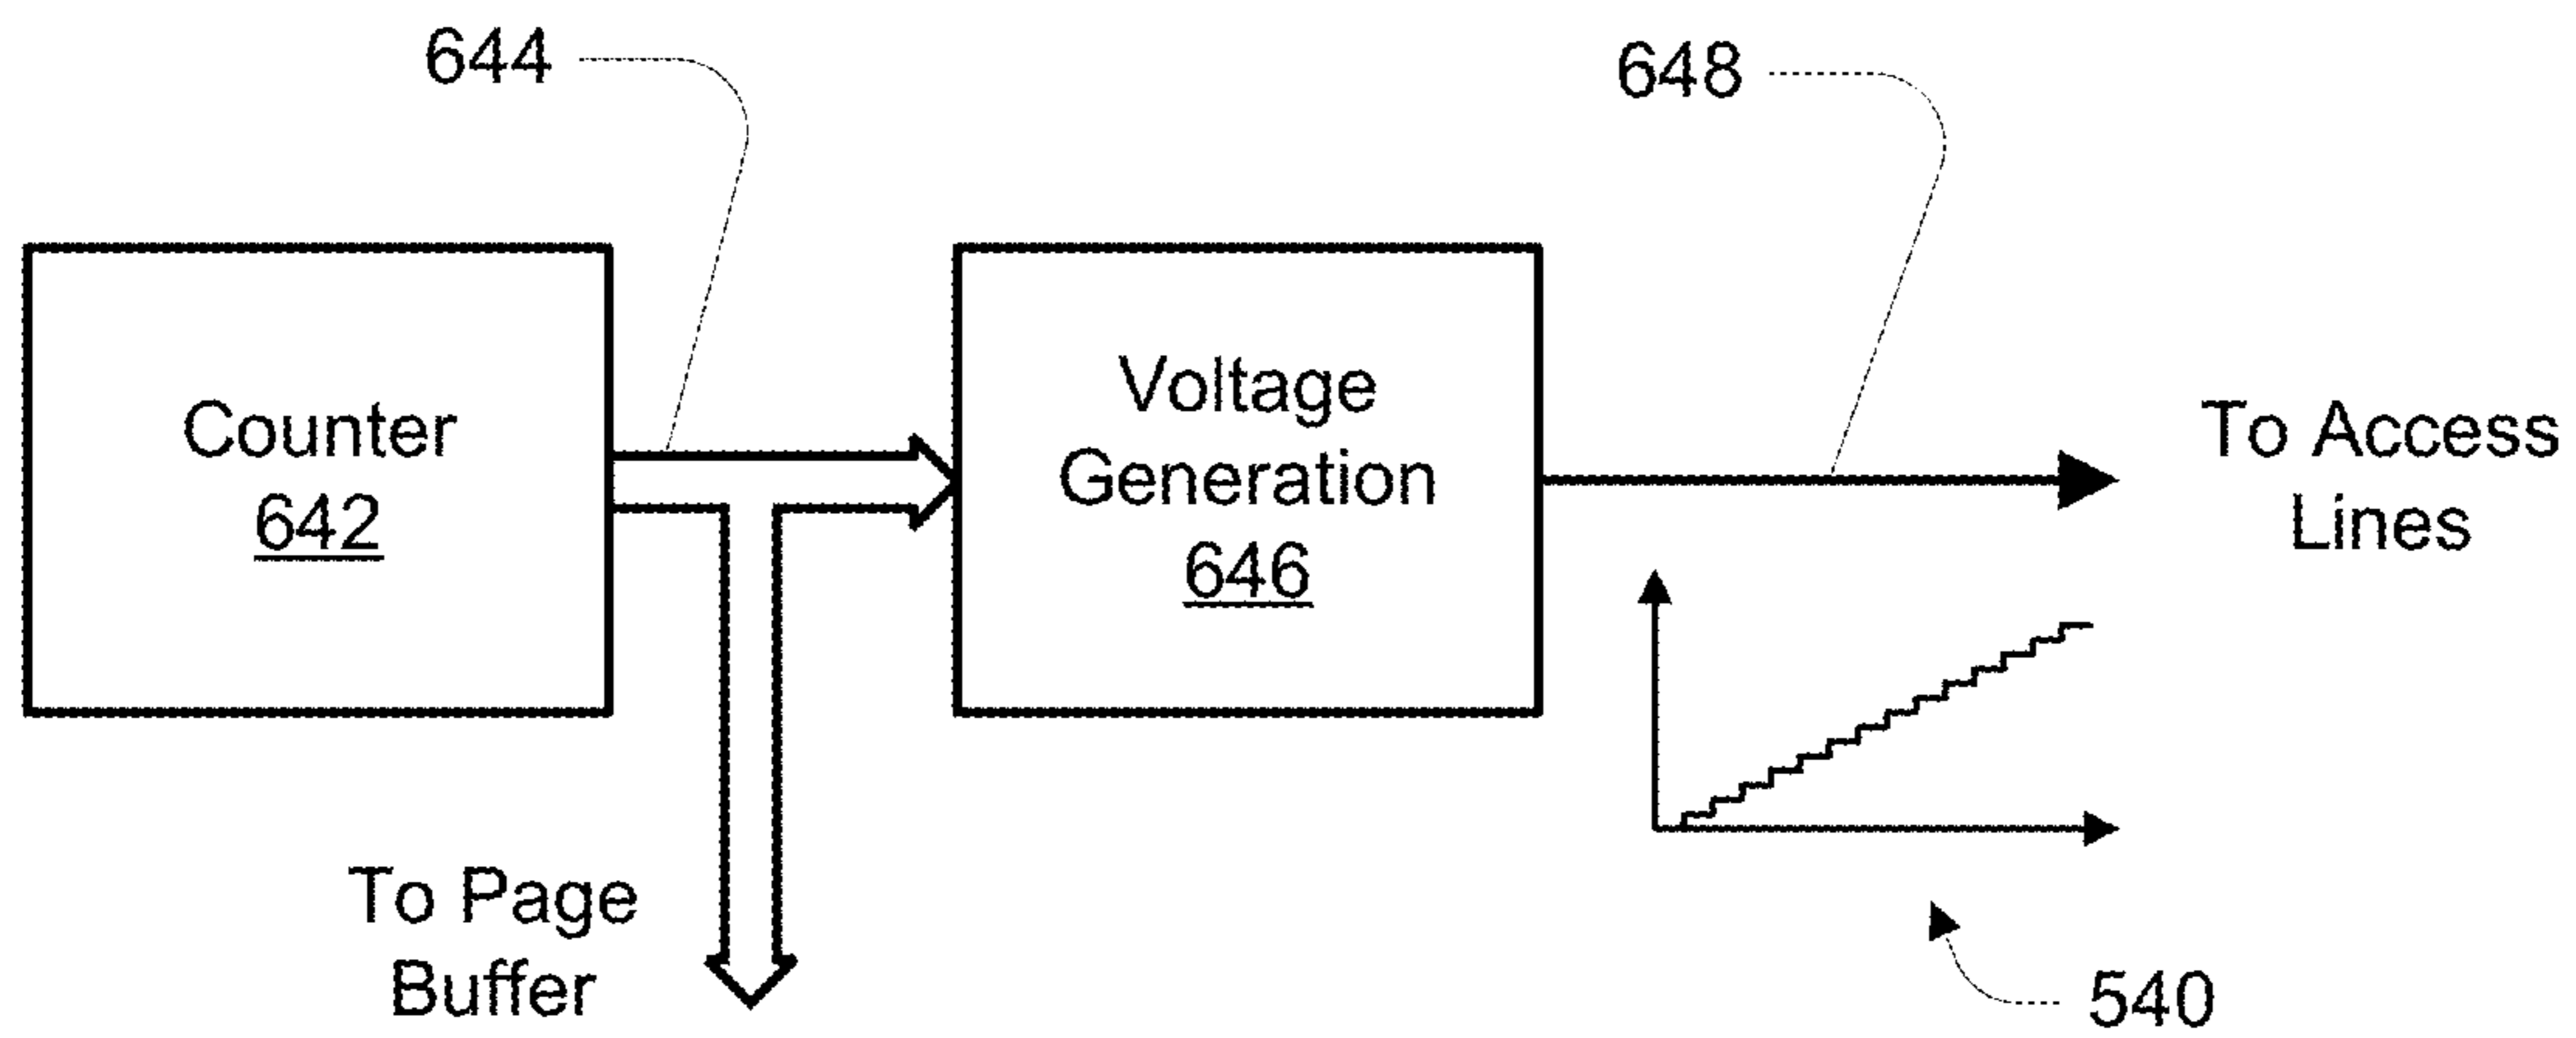 644
648
Counter
642
Voltage
Generation
646
To Access
Lines
To Page
Buffer
540